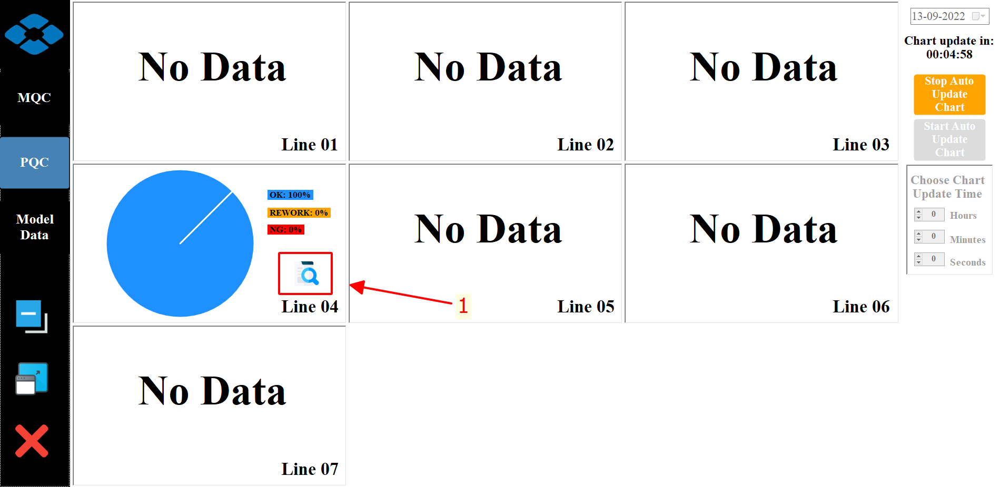 MQC
PQC
Model
Data
No Data
Line 01
No Data
Line 02
No Data
Line 03
OK: 100%
REWORK: 0%
NG: 0%
Line 04
1
No Data
Line 05
No Data
Line 06
No Data
Line 07
13-09-2022
Chart update in:
00:04:58
Stop Auto
Update
Chart
Start Auto
Update
Chart
Choose Chart
Update Time
0 Hours
0 Minutes
0 Seconds